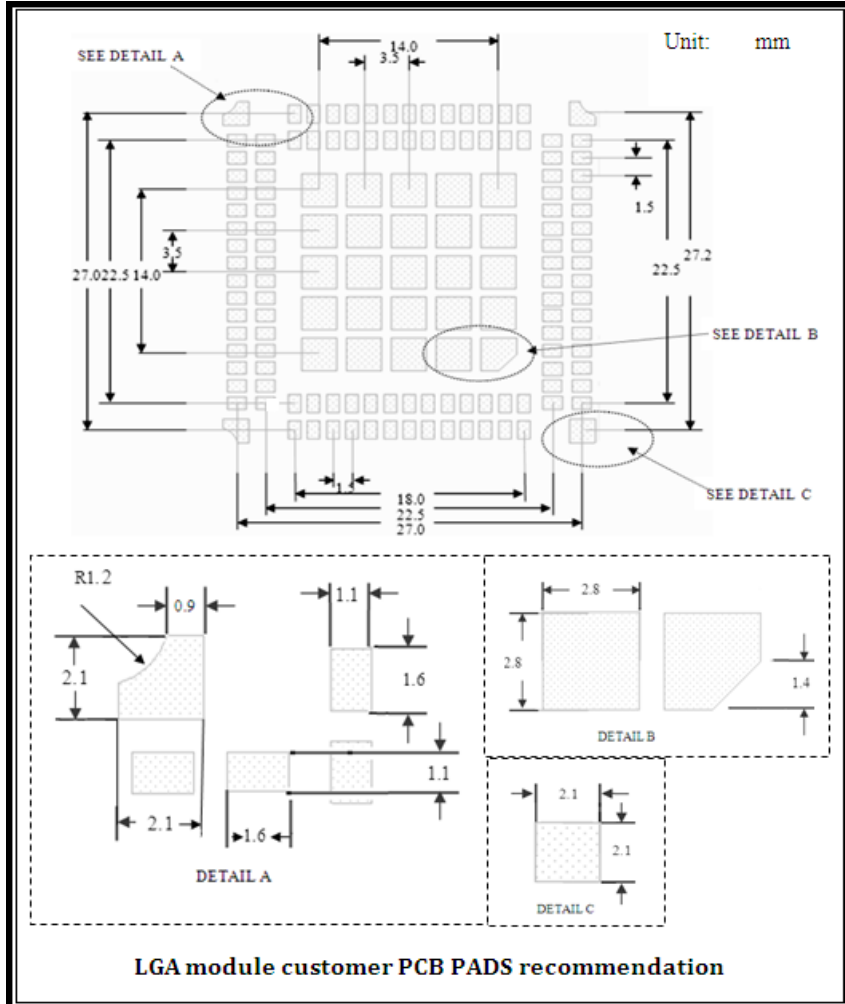 Unit: mm
SEE DETAIL A
14.0
3.5
1.5
3.5
27.0 22.5 14.0
22.5
27.2
SEE DETAIL B
SEE DETAIL C
1.5
18.0
22.5
27.0
R1.2
0.9
1.1
2.1
1.6
1.1
2.1
1.6
DETAIL A
2.8
2.8
1.4
DETAIL B
2.1
2.1
DETAIL C
LGA module customer PCB PADS recommendation